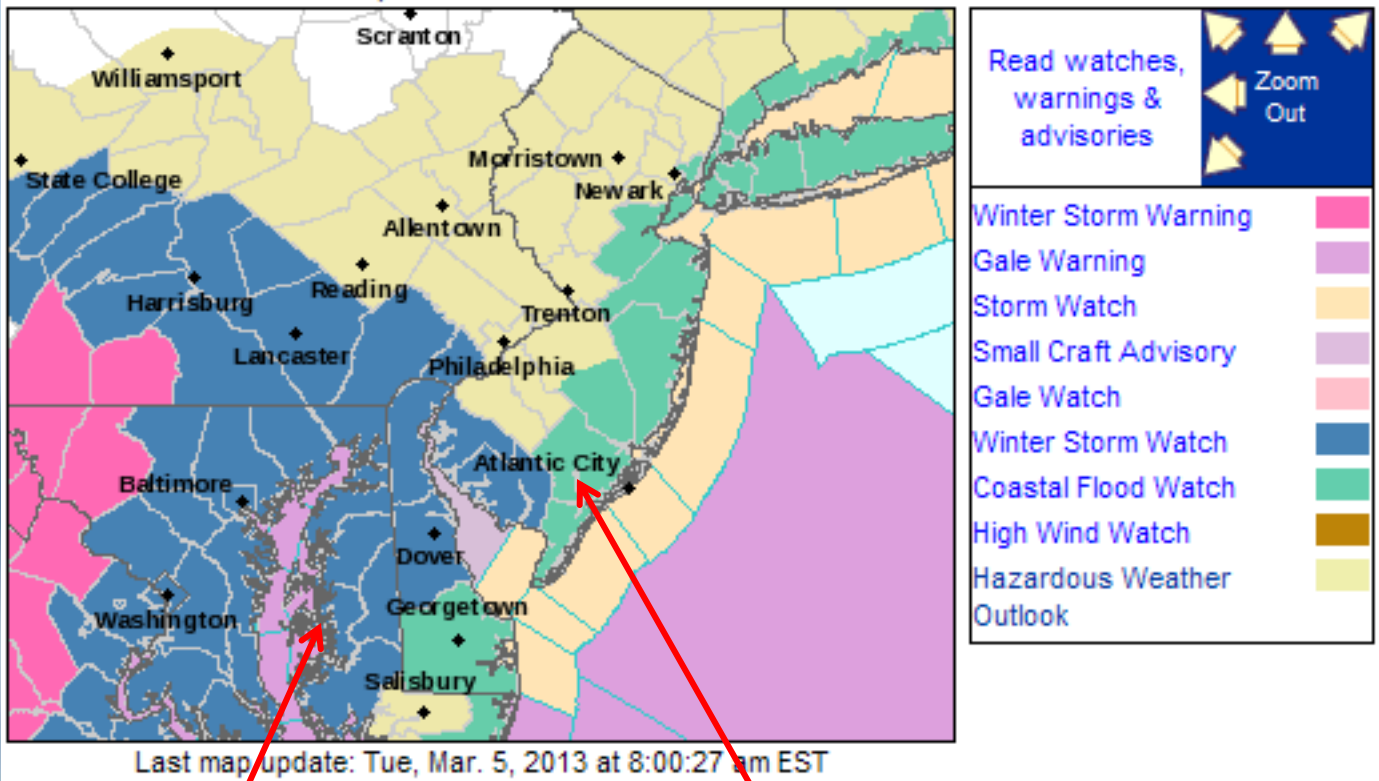 Scranton
Williamsport
Morristown
State College
Newark
Allentown
Reading
Harrisburg
Trenton
Lancaster
Philadelphia
Atlantic City
Baltimore
Dover
Georgetown
Washington
Salisbury
Last map update: Tue, Mar. 5, 2013 at 8:00:27 am EST
Read watches,
warnings &
advisories
Zoom
Out
Winter Storm Warning
Gale Warning
Storm Watch
Small Craft Advisory
Gale Watch
Winter Storm Watch
Coastal Flood Watch
High Wind Watch
Hazardous Weather
Outlook